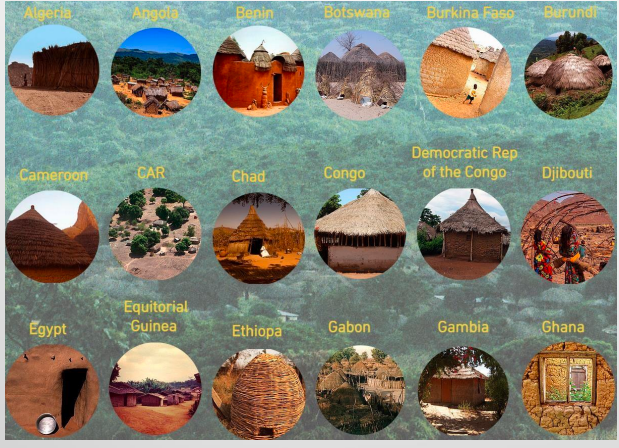 Algeria
Angola
Benin
Botswana
Burkina Faso
Burundi
Cameroon
CAR
Chad
Congo
Democratic Rep
of the Congo
Djibouti
Egypt
Equitorial
Guinea
Ethiopa
Gabon
Gambia
Ghana